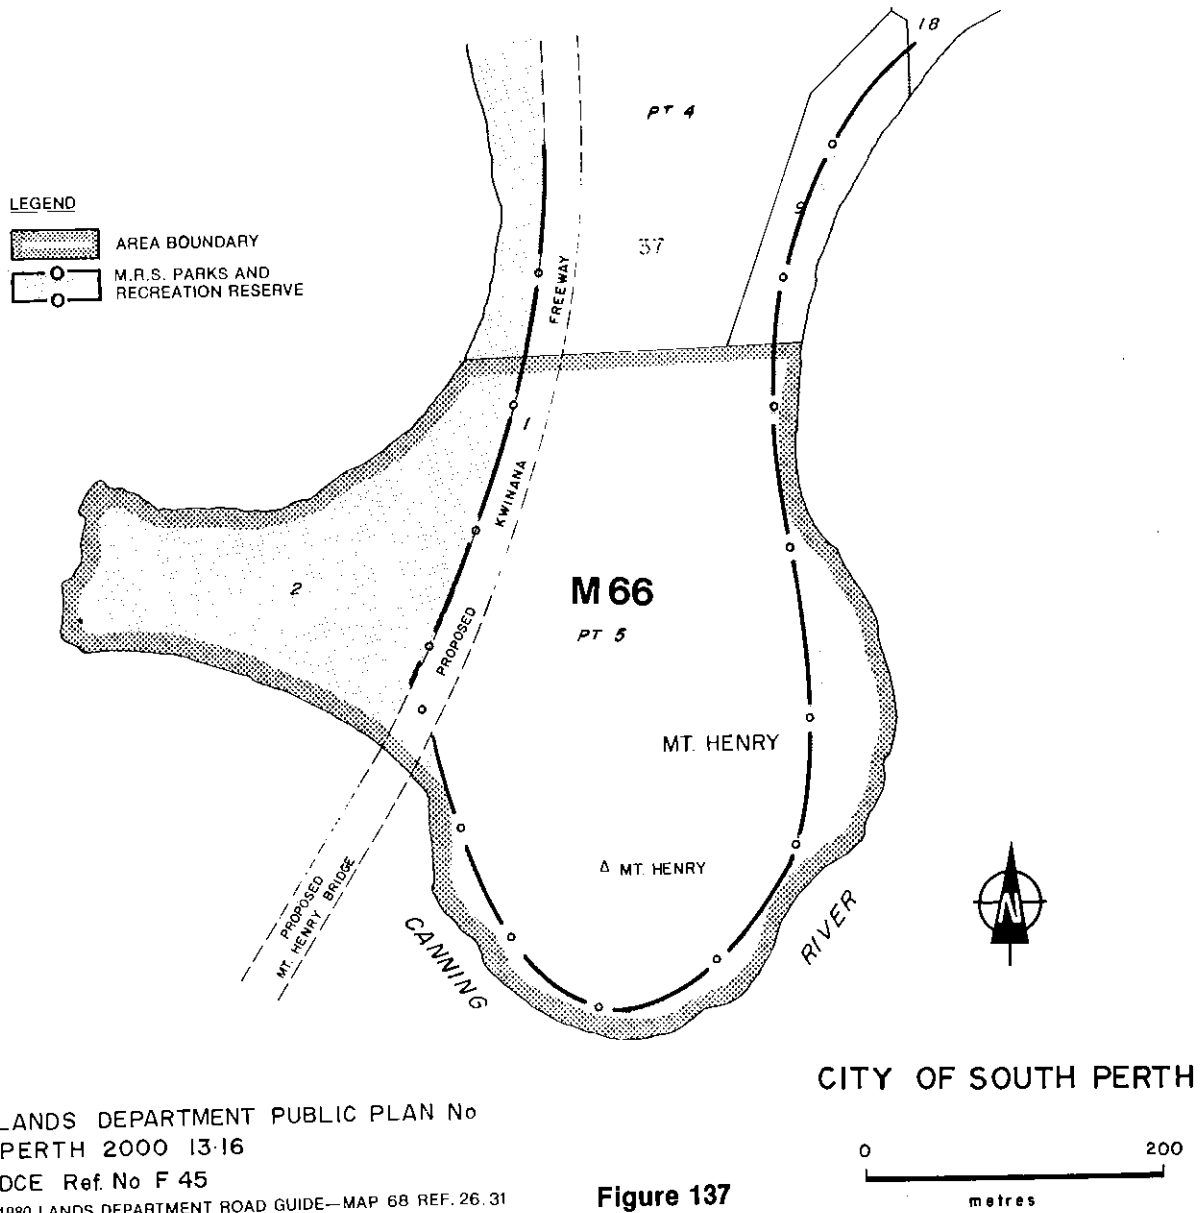 18
PT 4
LEGEND
AREA BOUNDARY
M.R.S. PARKS AND
RECREATION RESERVE
9
37
FREEWAY
1
KWINANA
2
M 66
PT 5
PROPOSED
MT. HENRY
MT. HENRY
PROPOSED
MT. HENRY BRIDGE
CANNING
RIVER
N
CITY OF SOUTH PERTH
LANDS DEPARTMENT PUBLIC PLAN No
PERTH 2000 13·16
DCE Ref. No F 45
1980 LANDS DEPARTMENT ROAD GUIDE—MAP 68 REF. 26.31
Figure 137
0 200
metres